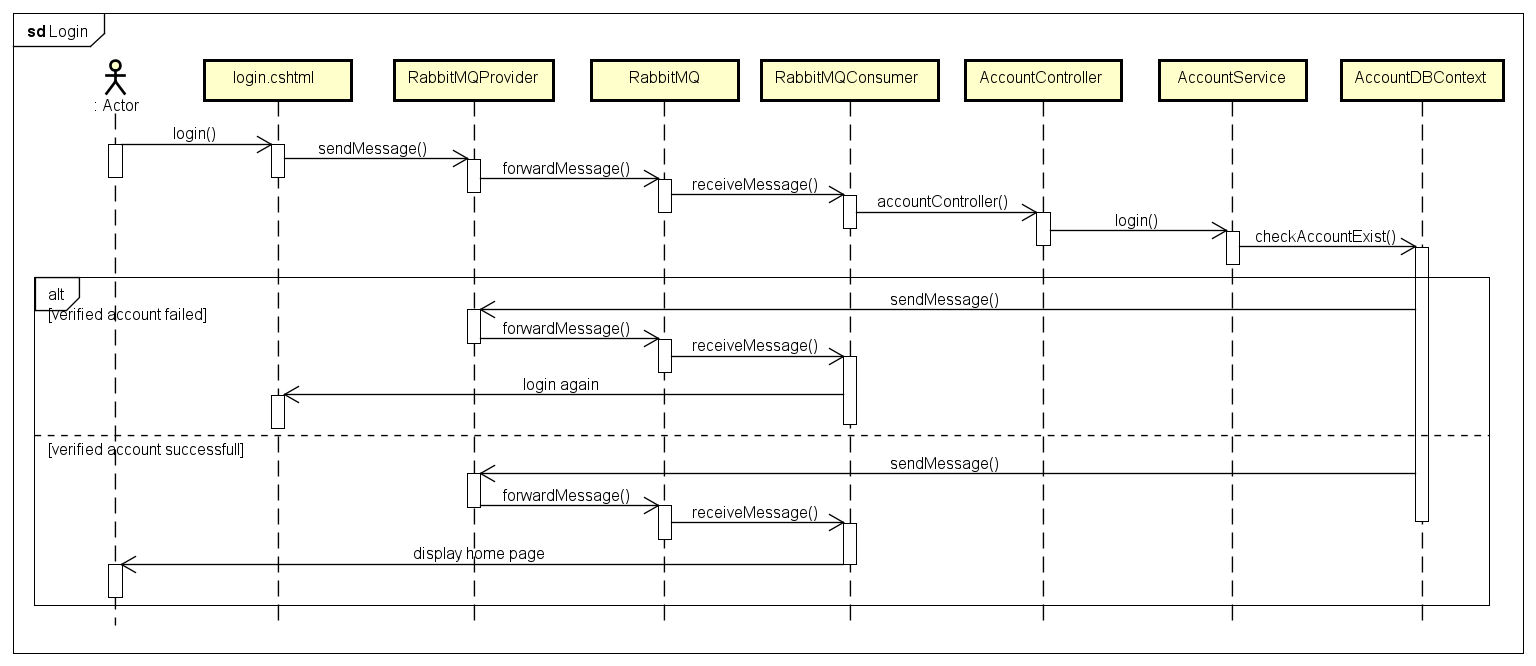 sd Login
: Actor
login.cshtml
RabbitMQProvider
RabbitMQ
RabbitMQConsumer
AccountController
AccountService
AccountDBContext
login()
sendMessage()
forwardMessage()
receiveMessage()
accountController()
login()
checkAccountExist()
alt
[verified account failed]
sendMessage()
forwardMessage()
receiveMessage()
login again
[verified account successfull]
sendMessage()
forwardMessage()
receiveMessage()
display home page